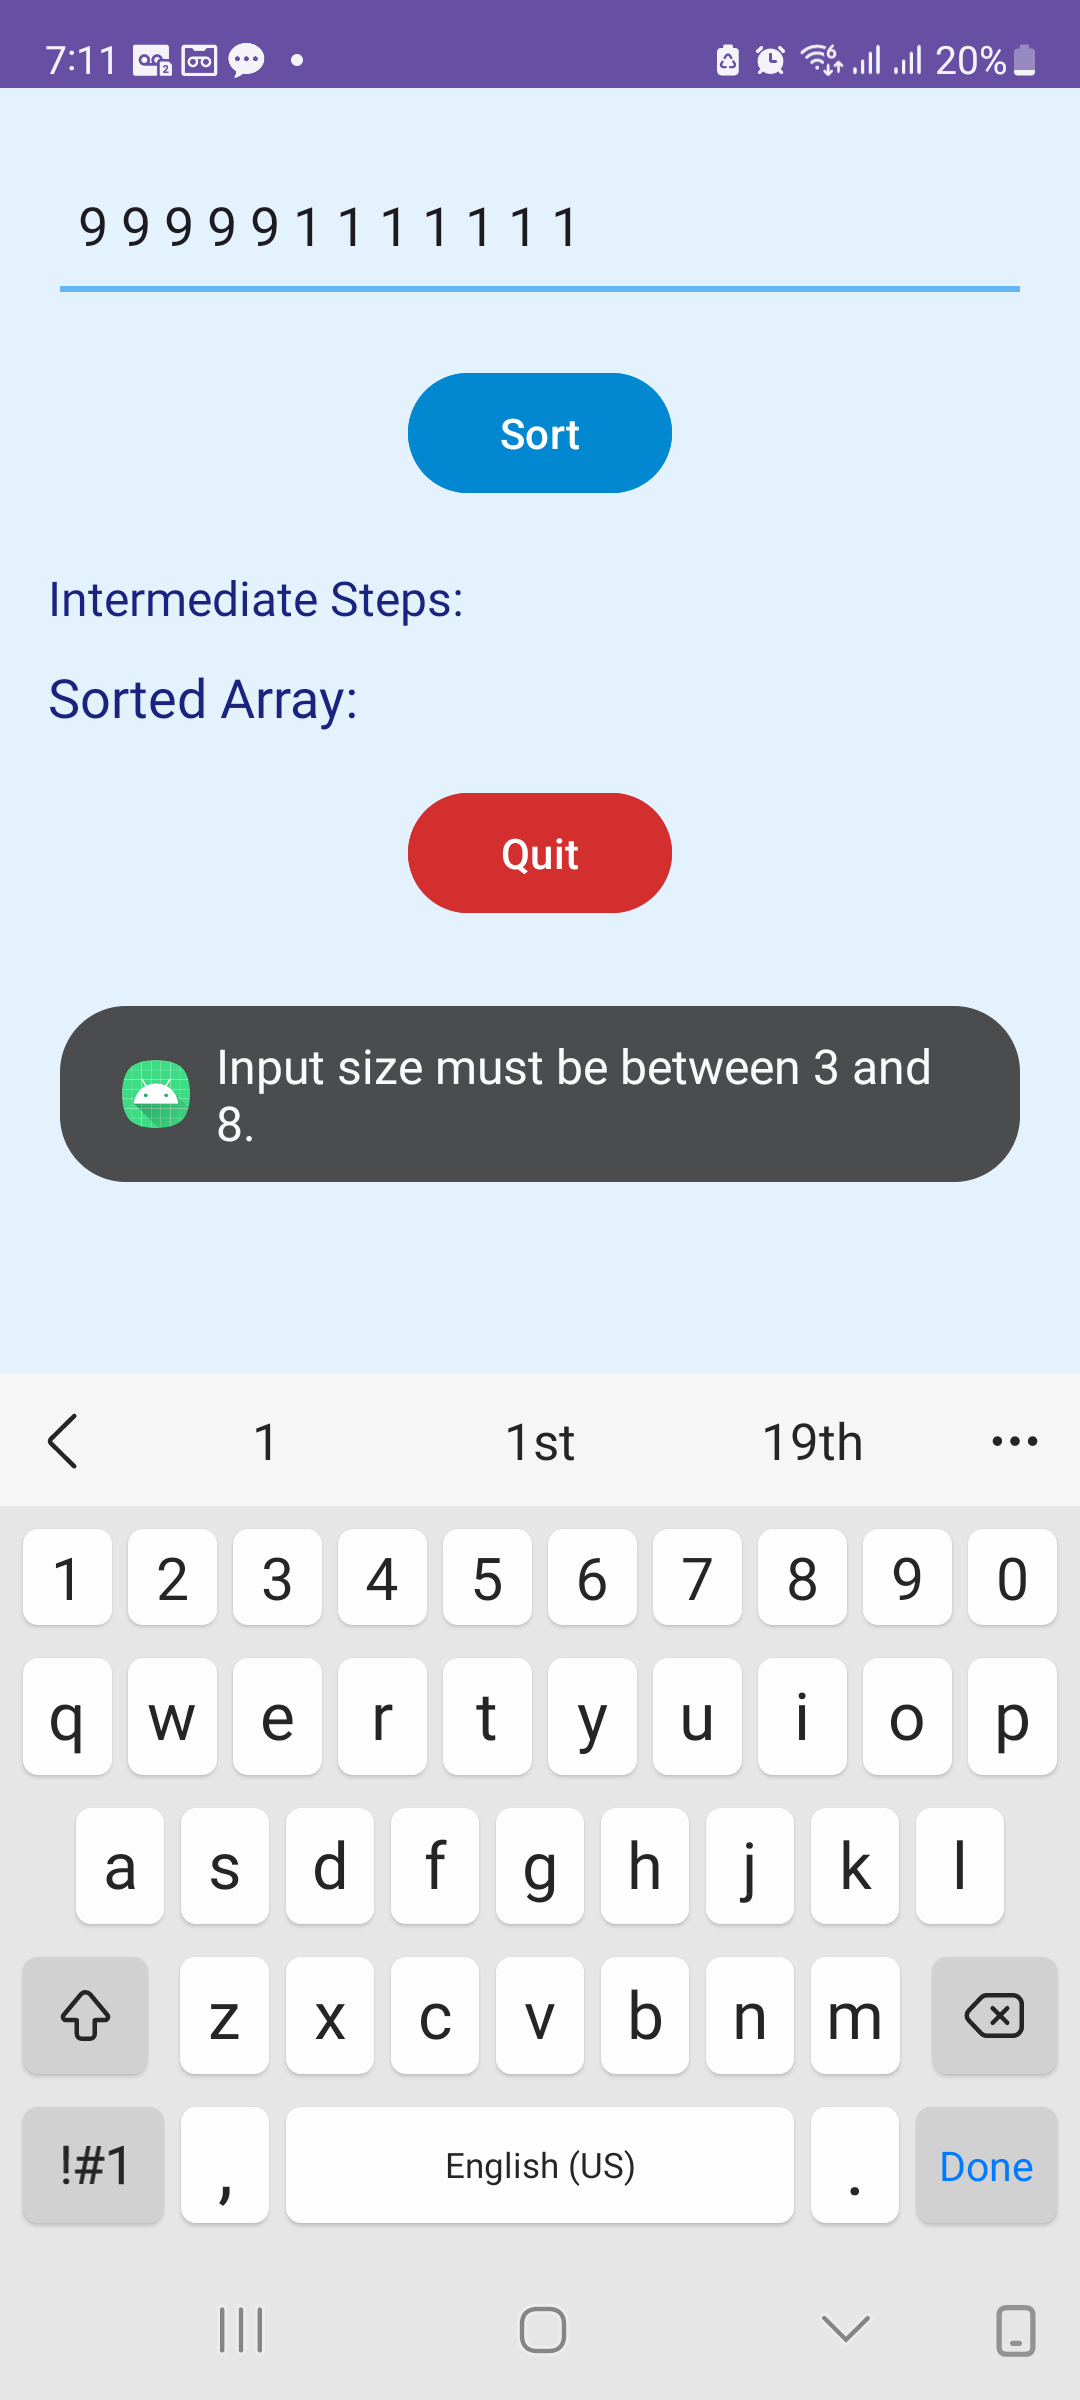 7:11 20%
9 9 9 9 9 1 1 1 1 1 1 1
Sort
Intermediate Steps:
Sorted Array:
Quit
Input size must be between 3 and
8.
1 1st 19th
1 2 3 4 5 6 7 8 9 0
q w e r t y u i o p
a s d f g h j k l
z x c v b n m
!#1 , English (US) . Done